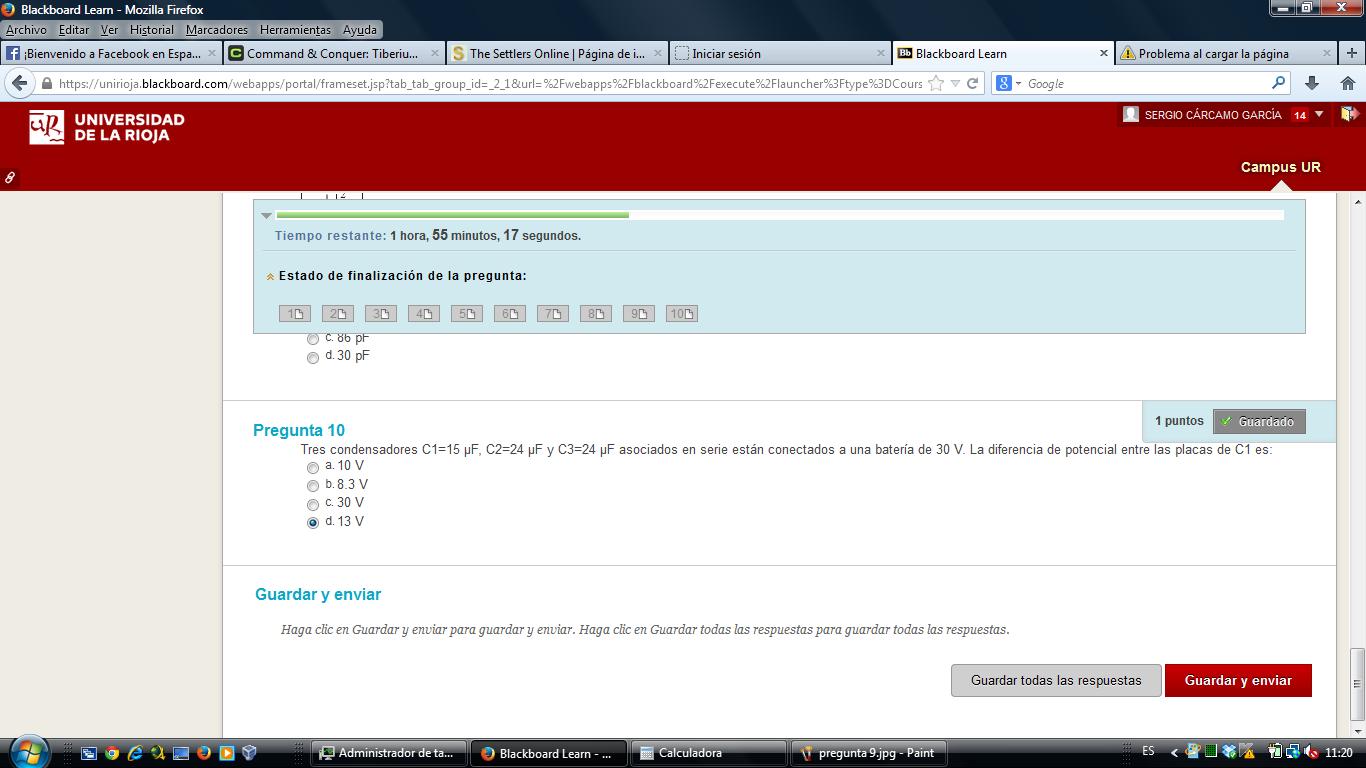 Blackboard Learn - Mozilla Firefox
Archivo Editar Ver Historial Marcadores Herramientas Ayuda
¡Bienvenido a Facebook en Espa... Command & Conquer: Tiberiu... The Settlers Online | Página de i... Iniciar sesión Blackboard Learn Problema al cargar la página
https://unirioja.blackboard.com/webapps/portal/frameset.jsp?tab_tab_group_id=_2_1&url=%2Fwebapps%2Fblackboard%2Fexecute%2Flauncher%3Ftype%3DCours Google
UNIVERSIDAD
DE LA RIOJA
SERGIO CÁRCAMO GARCÍA 14
Campus UR
Tiempo restante: 1 hora, 55 minutos, 17 segundos.
Estado de finalización de la pregunta:
1 2 3 4 5 6 7 8 9 10
c. 86 pF
d. 30 pF
1 puntos Guardado
Pregunta 10
Tres condensadores C1=15 μF, C2=24 μF y C3=24 μF asociados en serie están conectados a una batería de 30 V. La diferencia de potencial entre las placas de C1 es:
a. 10 V
b. 8.3 V
c. 30 V
d. 13 V
Guardar y enviar
Haga clic en Guardar y enviar para guardar y enviar. Haga clic en Guardar todas las respuestas para guardar todas las respuestas.
Guardar todas las respuestas Guardar y enviar
Administrador de ta... Blackboard Learn - ... Calculadora pregunta 9.jpg - Paint ES 11:20